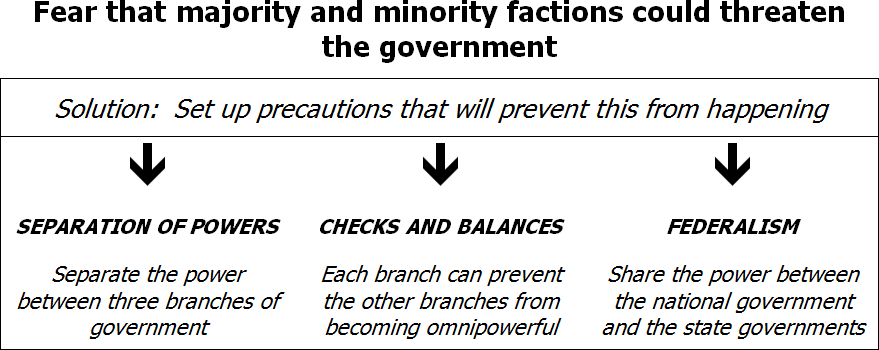 Fear that majority and minority factions could threaten
the government
Solution:  Set up precautions that will prevent this from happening
SEPARATION OF POWERS
Separate the power
between three branches of
government
CHECKS AND BALANCES
Each branch can prevent
the other branches from
becoming omnipowerful
FEDERALISM
Share the power between
the national government
and the state governments